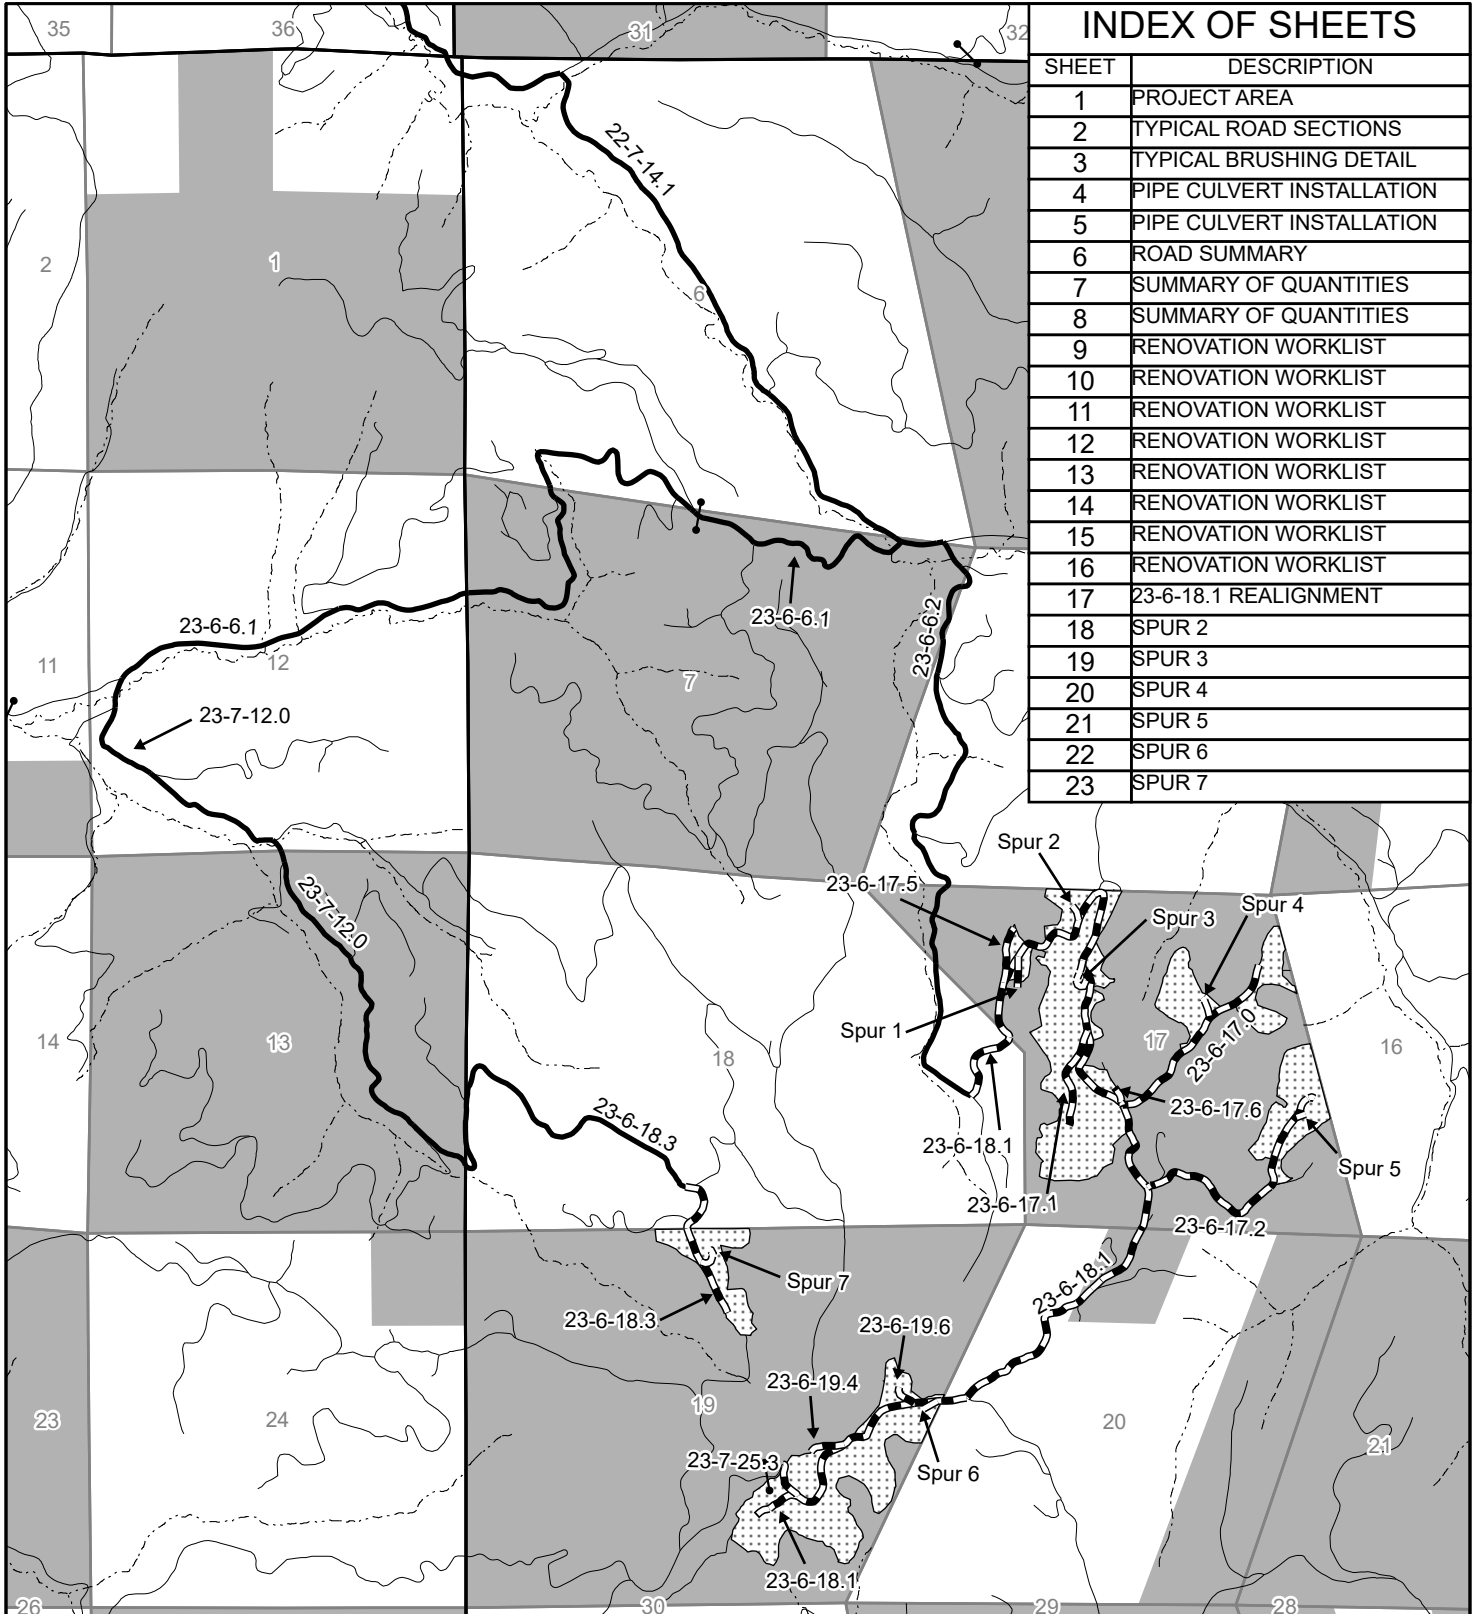 INDEX OF SHEETS
SHEET DESCRIPTION
1 PROJECT AREA
2 TYPICAL ROAD SECTIONS
3 TYPICAL BRUSHING DETAIL
4 PIPE CULVERT INSTALLATION
5 PIPE CULVERT INSTALLATION
6 ROAD SUMMARY
7 SUMMARY OF QUANTITIES
8 SUMMARY OF QUANTITIES
9 RENOVATION WORKLIST
10 RENOVATION WORKLIST
11 RENOVATION WORKLIST
12 RENOVATION WORKLIST
13 RENOVATION WORKLIST
14 RENOVATION WORKLIST
15 RENOVATION WORKLIST
16 RENOVATION WORKLIST
17 23-6-18.1 REALIGNMENT
18 SPUR 2
19 SPUR 3
20 SPUR 4
21 SPUR 5
22 SPUR 6
23 SPUR 7
35
36
31
32
22-7-14.1
2
1
6
23-6-6.1
23-6-6.1
23-6-6.2
11
12
7
23-7-12.0
Spur 2
23-6-17.5
Spur 3
Spur 4
23-7-12.0
Spur 1
14
13
18
17
16
23-6-17.0
23-6-18.3
23-6-17.6
23-6-18.1
Spur 5
23-6-17.1
23-6-17.2
Spur 7
23-6-18.1
23-6-18.3
23-6-19.6
23-6-19.4
23
24
19
20
21
23-7-25.3
Spur 6
23-6-18.1
26
30
29
28